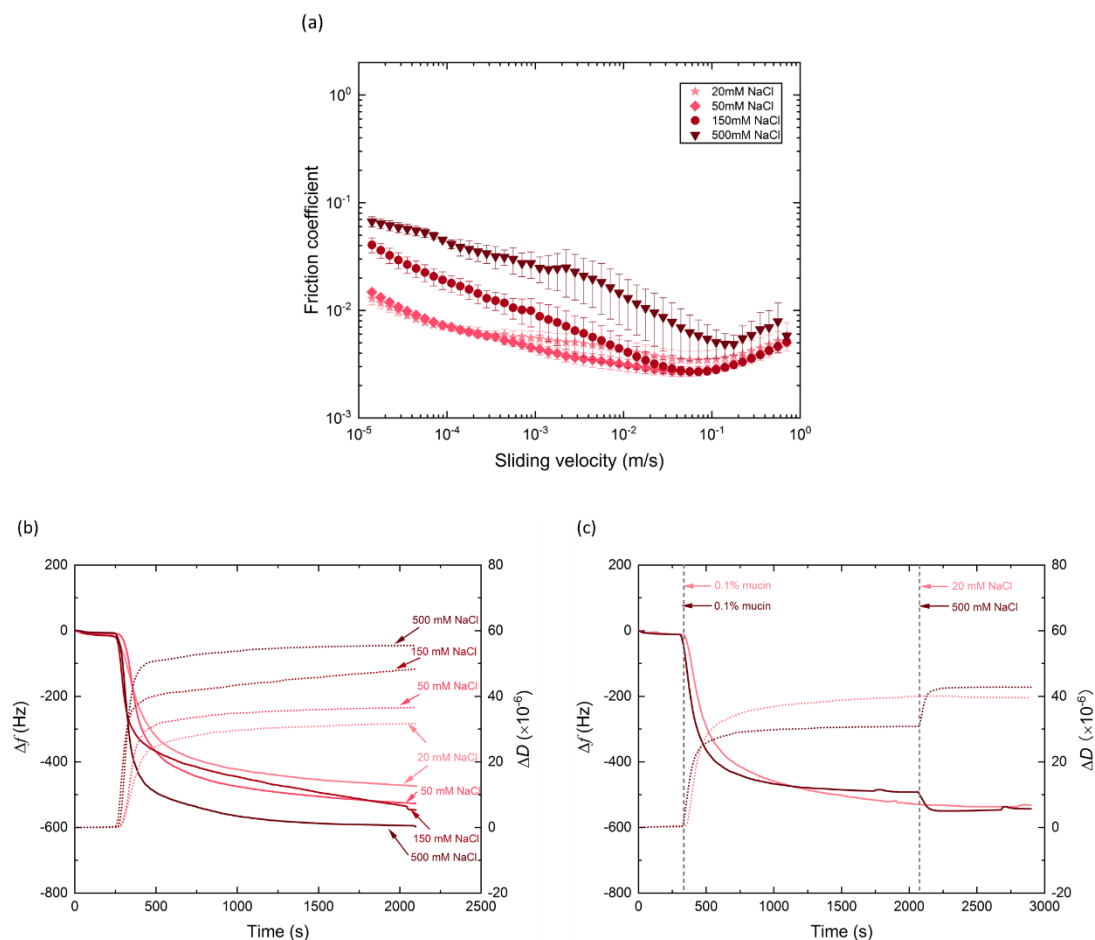 (a)
Friction coefficient
10⁰
10⁻¹
10⁻²
10⁻³
20mM NaCl
50mM NaCl
150mM NaCl
500mM NaCl
10⁻⁵ 10⁻⁴ 10⁻³ 10⁻² 10⁻¹ 10⁰
Sliding velocity (m/s)
(b)
Δf (Hz)
200
0
-200
-400
-600
-800
500 mM NaCl
150 mM NaCl
50 mM NaCl
20 mM NaCl
20 mM NaCl
50 mM NaCl
150 mM NaCl
500 mM NaCl
80
60
40
20
0
-20
ΔD (×10⁻⁶)
0 500 1000 1500 2000 2500
Time (s)
(c)
Δf (Hz)
200
0
-200
-400
-600
-800
0.1% mucin
0.1% mucin
20 mM NaCl
500 mM NaCl
80
60
40
20
0
-20
ΔD (×10⁻⁶)
0 500 1000 1500 2000 2500 3000
Time (s)